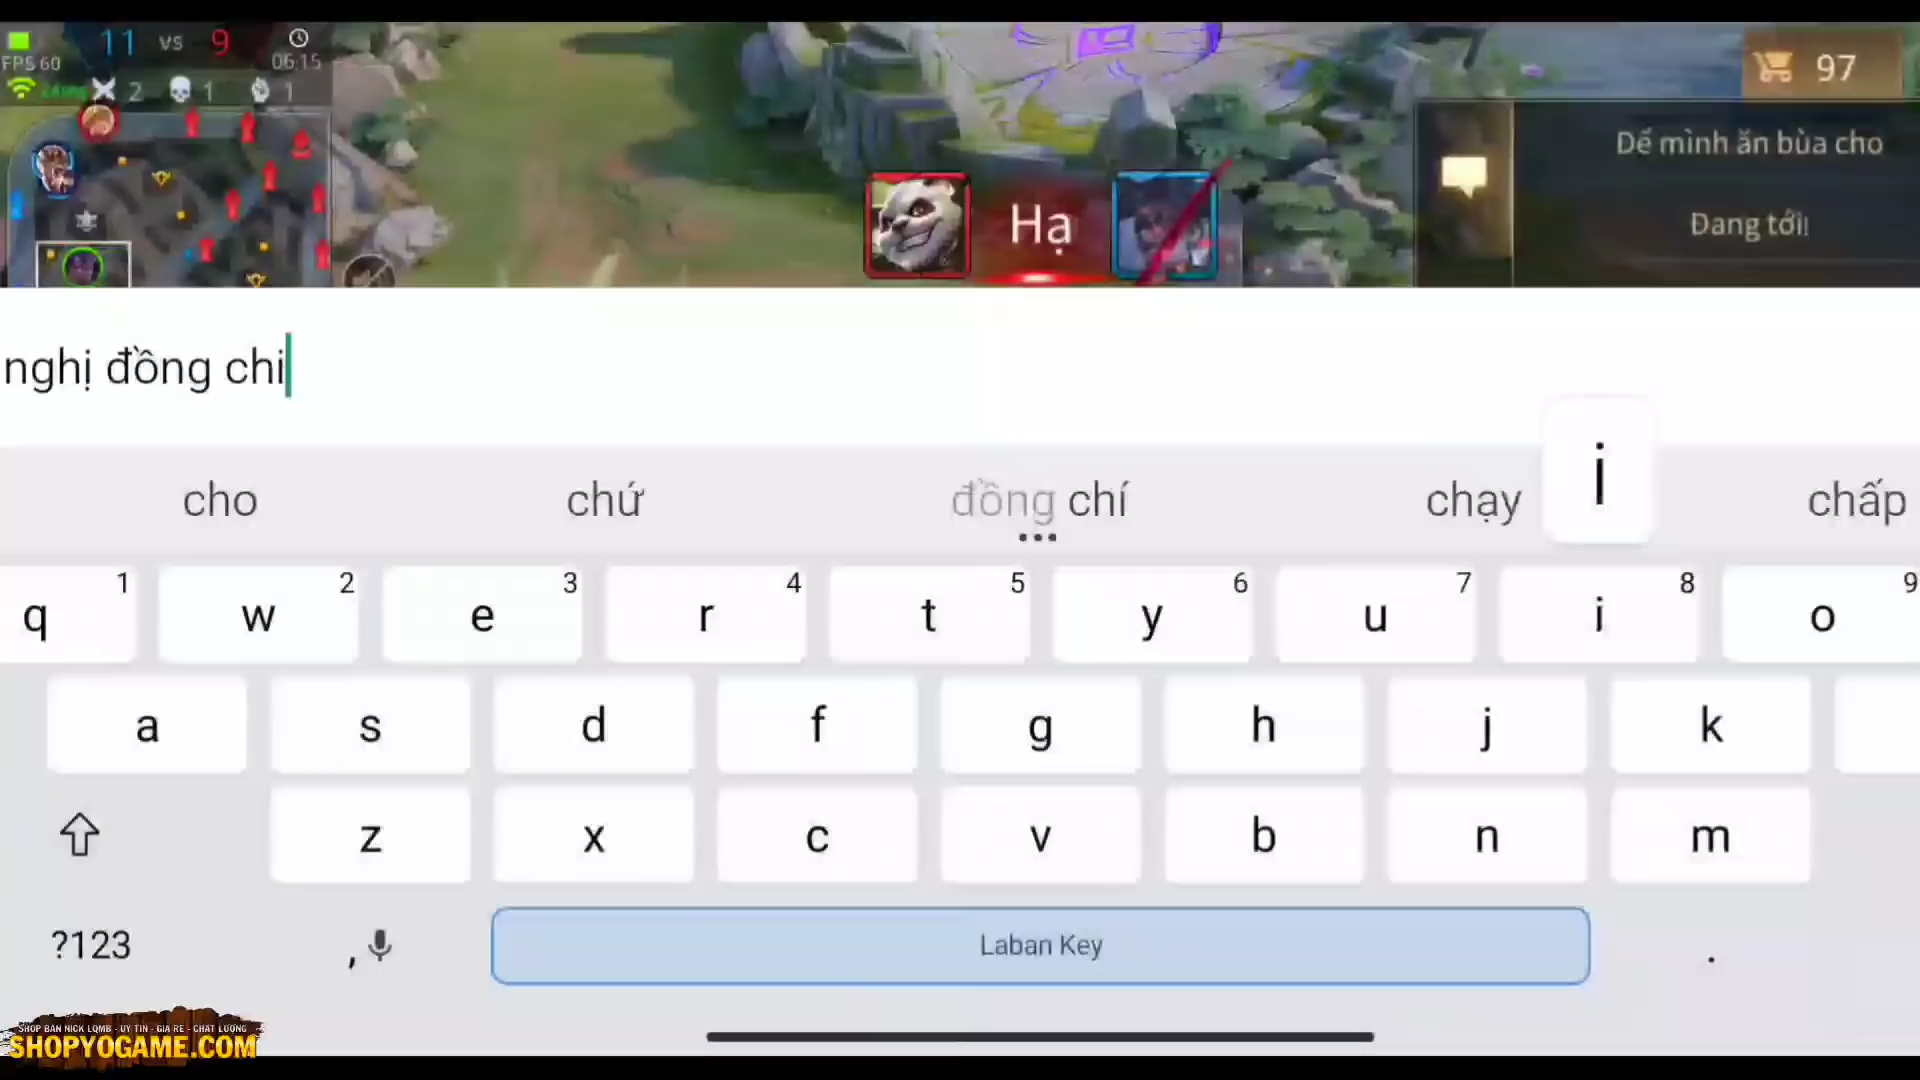 11 vs 9
06:15
FPS 60
2 1 1
97
Dể mình ăn bùa cho
Đang tới!
Hạ
nghị đồng chi
cho chứ đồng chí chạy chấp
i
q 1 w 2 e 3 r 4 t 5 y 6 u 7 i 8 o 9
a s d f g h j k
z x c v b n m
?123 , Laban Key .
SHOP BÁN NICK LQMB - UY TÍN - GIÁ RẺ - CHẤT LƯỢNG
SHOPYOGAME.COM